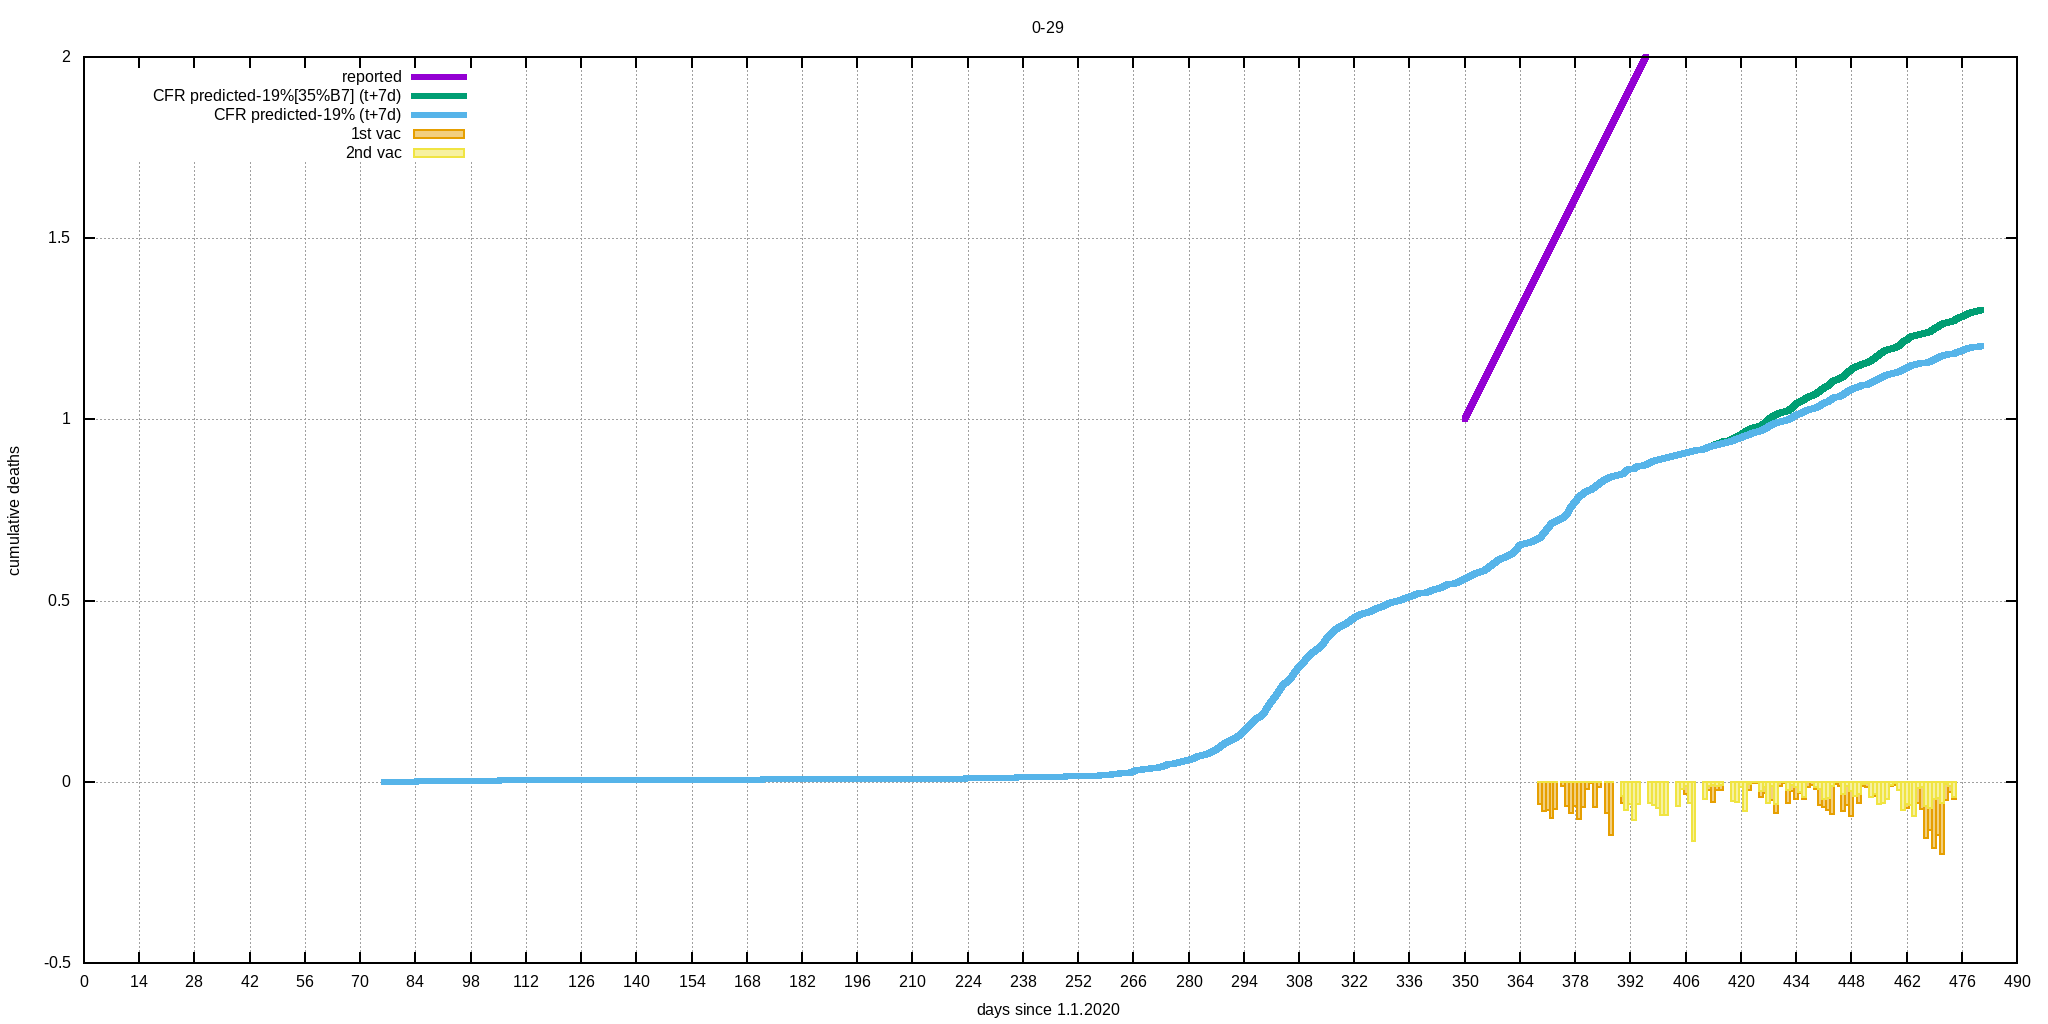 0-29
reported
CFR predicted-19%[35%B7] (t+7d)
CFR predicted-19% (t+7d)
1st vac
2nd vac
2
1.5
1
0.5
0
-0.5
cumulative deaths
0 14 28 42 56 70 84 98 112 126 140 154 168 182 196 210 224 238 252 266 280 294 308 322 336 350 364 378 392 406 420 434 448 462 476 490
days since 1.1.2020